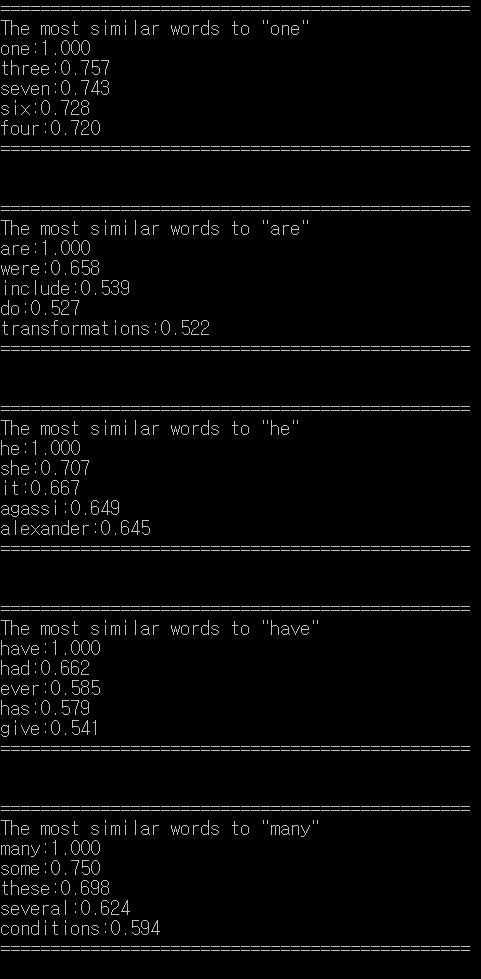 ===============================================
The most similar words to "one"
one:1.000
three:0.757
seven:0.743
six:0.728
four:0.720
===============================================
===============================================
The most similar words to "are"
are:1.000
were:0.658
include:0.539
do:0.527
transformations:0.522
===============================================
===============================================
The most similar words to "he"
he:1.000
she:0.707
it:0.667
agassi:0.649
alexander:0.645
===============================================
===============================================
The most similar words to "have"
have:1.000
had:0.662
ever:0.585
has:0.579
give:0.541
===============================================
===============================================
The most similar words to "many"
many:1.000
some:0.750
these:0.698
several:0.624
conditions:0.594
===============================================